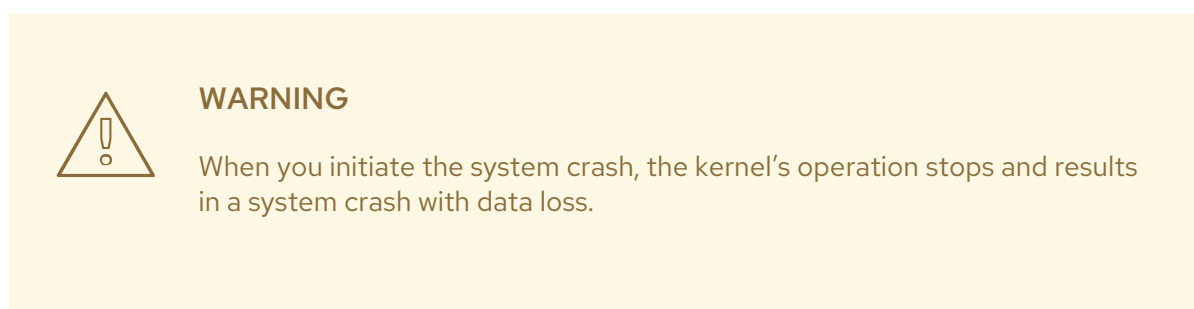 WARNING
When you initiate the system crash, the kernel’s operation stops and results
in a system crash with data loss.